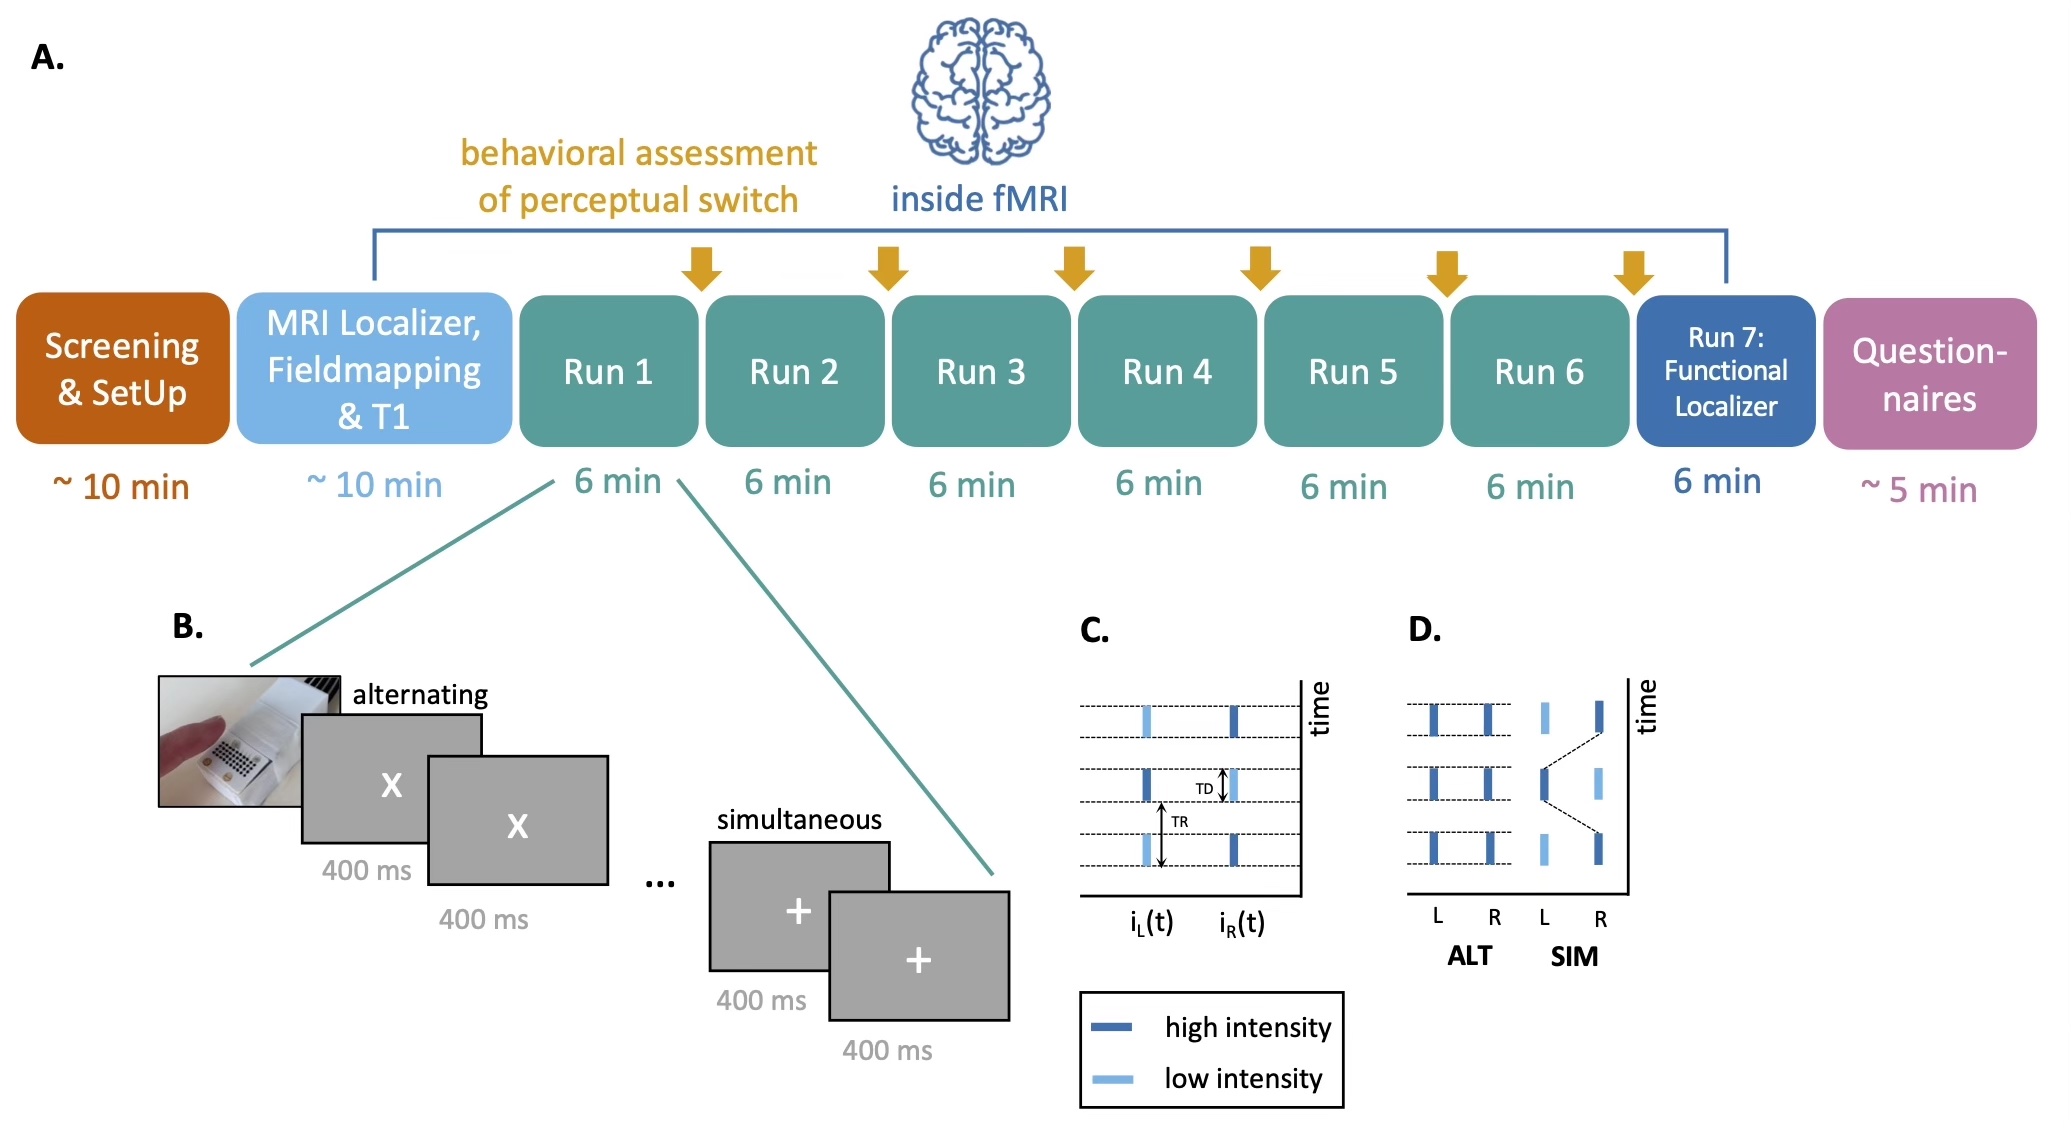 A.
behavioral assessment
of perceptual switch
inside fMRI
Screening
& SetUp
MRI Localizer,
Fieldmapping
& T1
Run 1
Run 2
Run 3
Run 4
Run 5
Run 6
Run 7:
Functional
Localizer
Question-
naires
~ 10 min
~ 10 min
6 min
6 min
6 min
6 min
6 min
6 min
6 min
~ 5 min
B.
alternating
X
400 ms
X
400 ms
...
simultaneous
+
400 ms
+
400 ms
C.
time
TD
TR
iL(t)
iR(t)
high intensity
low intensity
D.
time
L
R
L
R
ALT
SIM